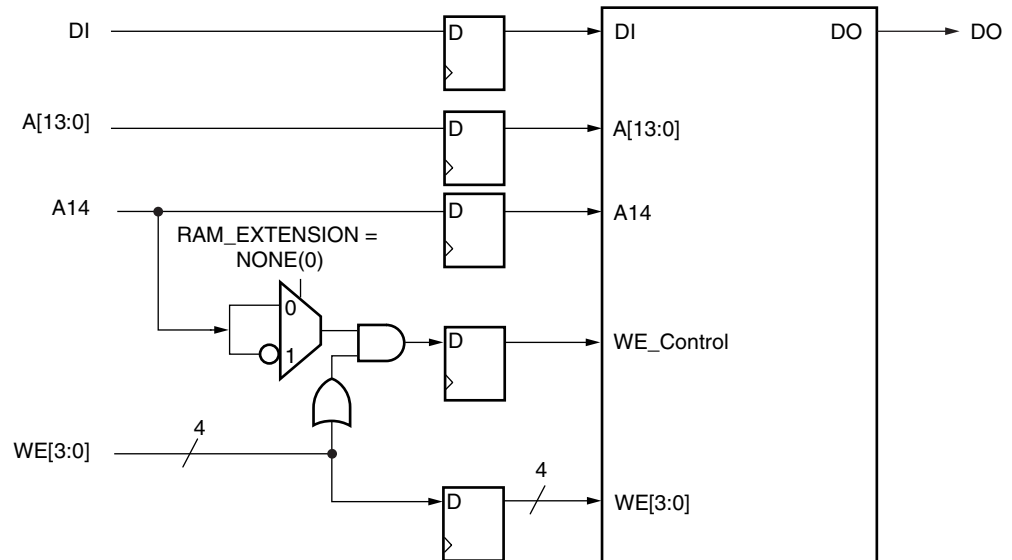 DI
D
DI
DO
DO
A[13:0]
D
A[13:0]
A14
D
A14
RAM_EXTENSION =
NONE(0)
0
1
D
WE_Control
WE[3:0]
4
D
4
WE[3:0]